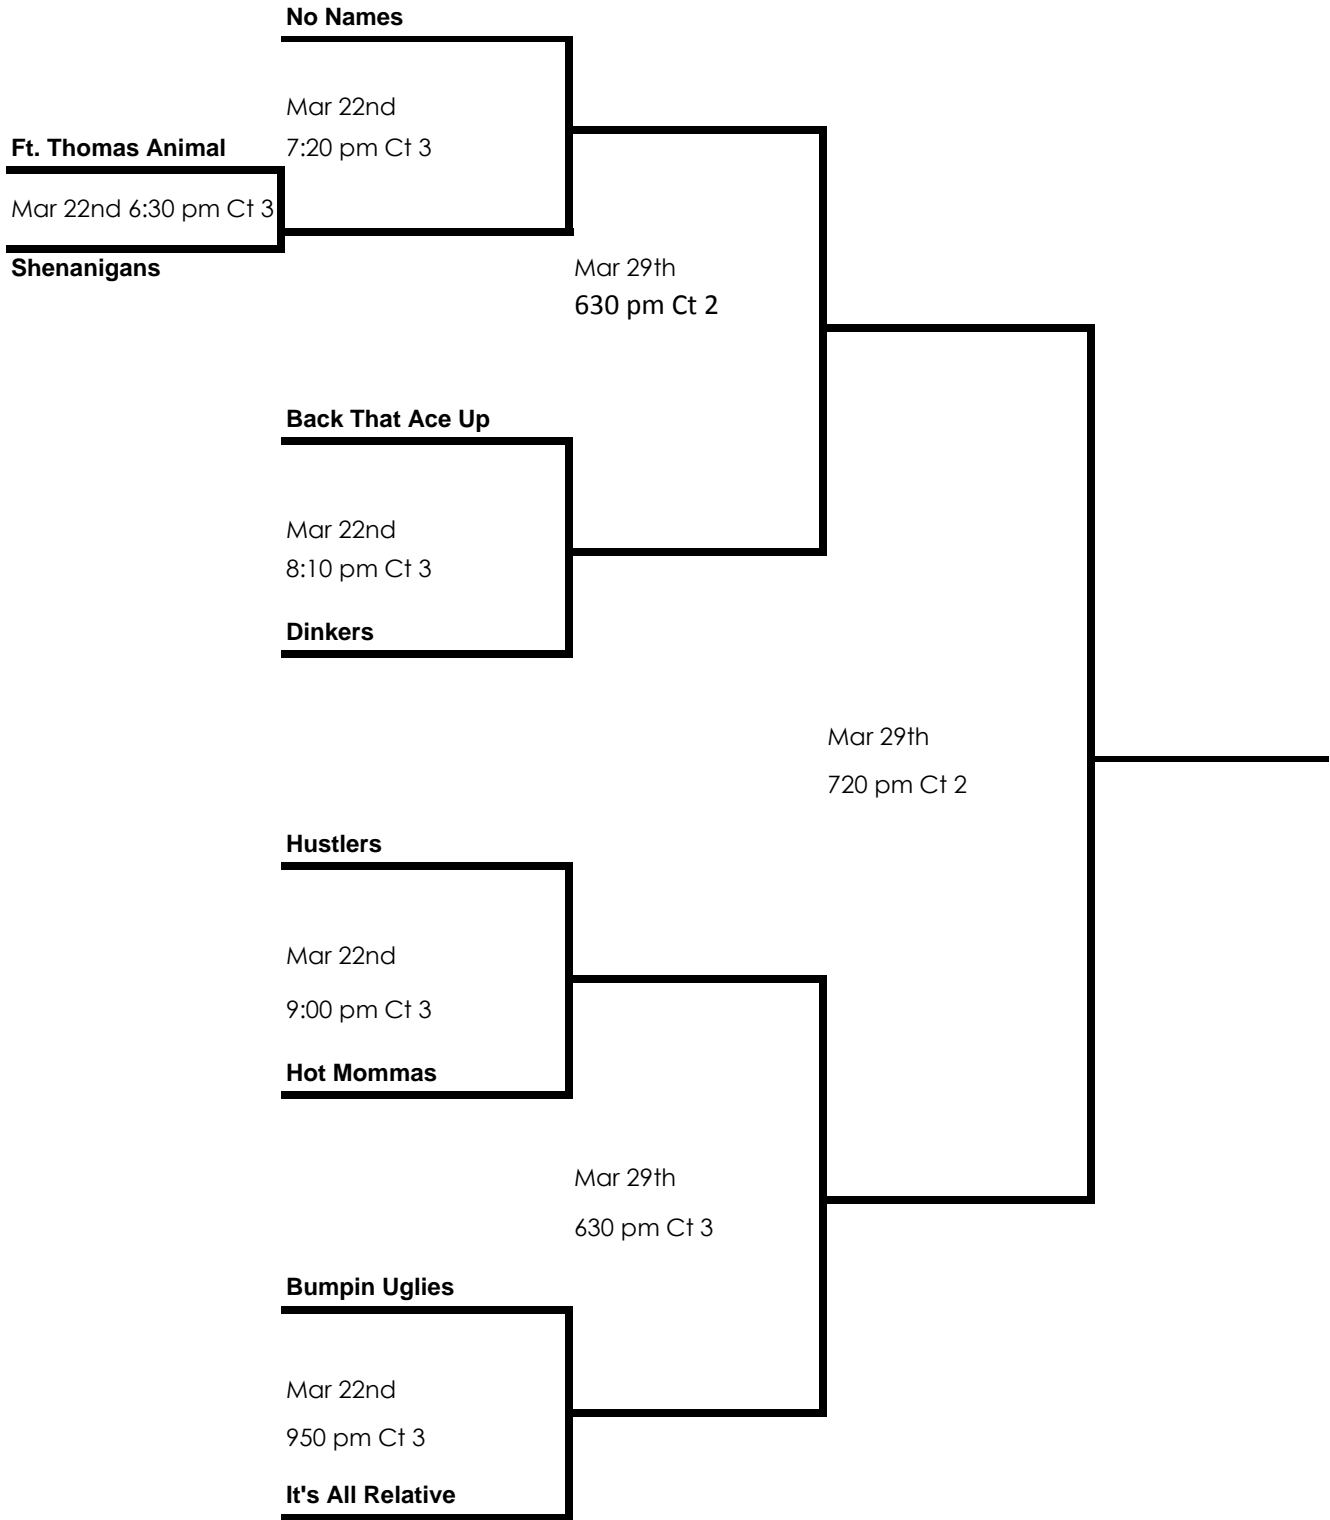 No Names
Mar 22nd
Ft. Thomas Animal
7:20 pm Ct 3
Mar 22nd 6:30 pm Ct 3
Shenanigans
Mar 29th
630 pm Ct 2
Back That Ace Up
Mar 22nd
8:10 pm Ct 3
Dinkers
Mar 29th
720 pm Ct 2
Hustlers
Mar 22nd
9:00 pm Ct 3
Hot Mommas
Mar 29th
630 pm Ct 3
Bumpin Uglies
Mar 22nd
950 pm Ct 3
It's All Relative